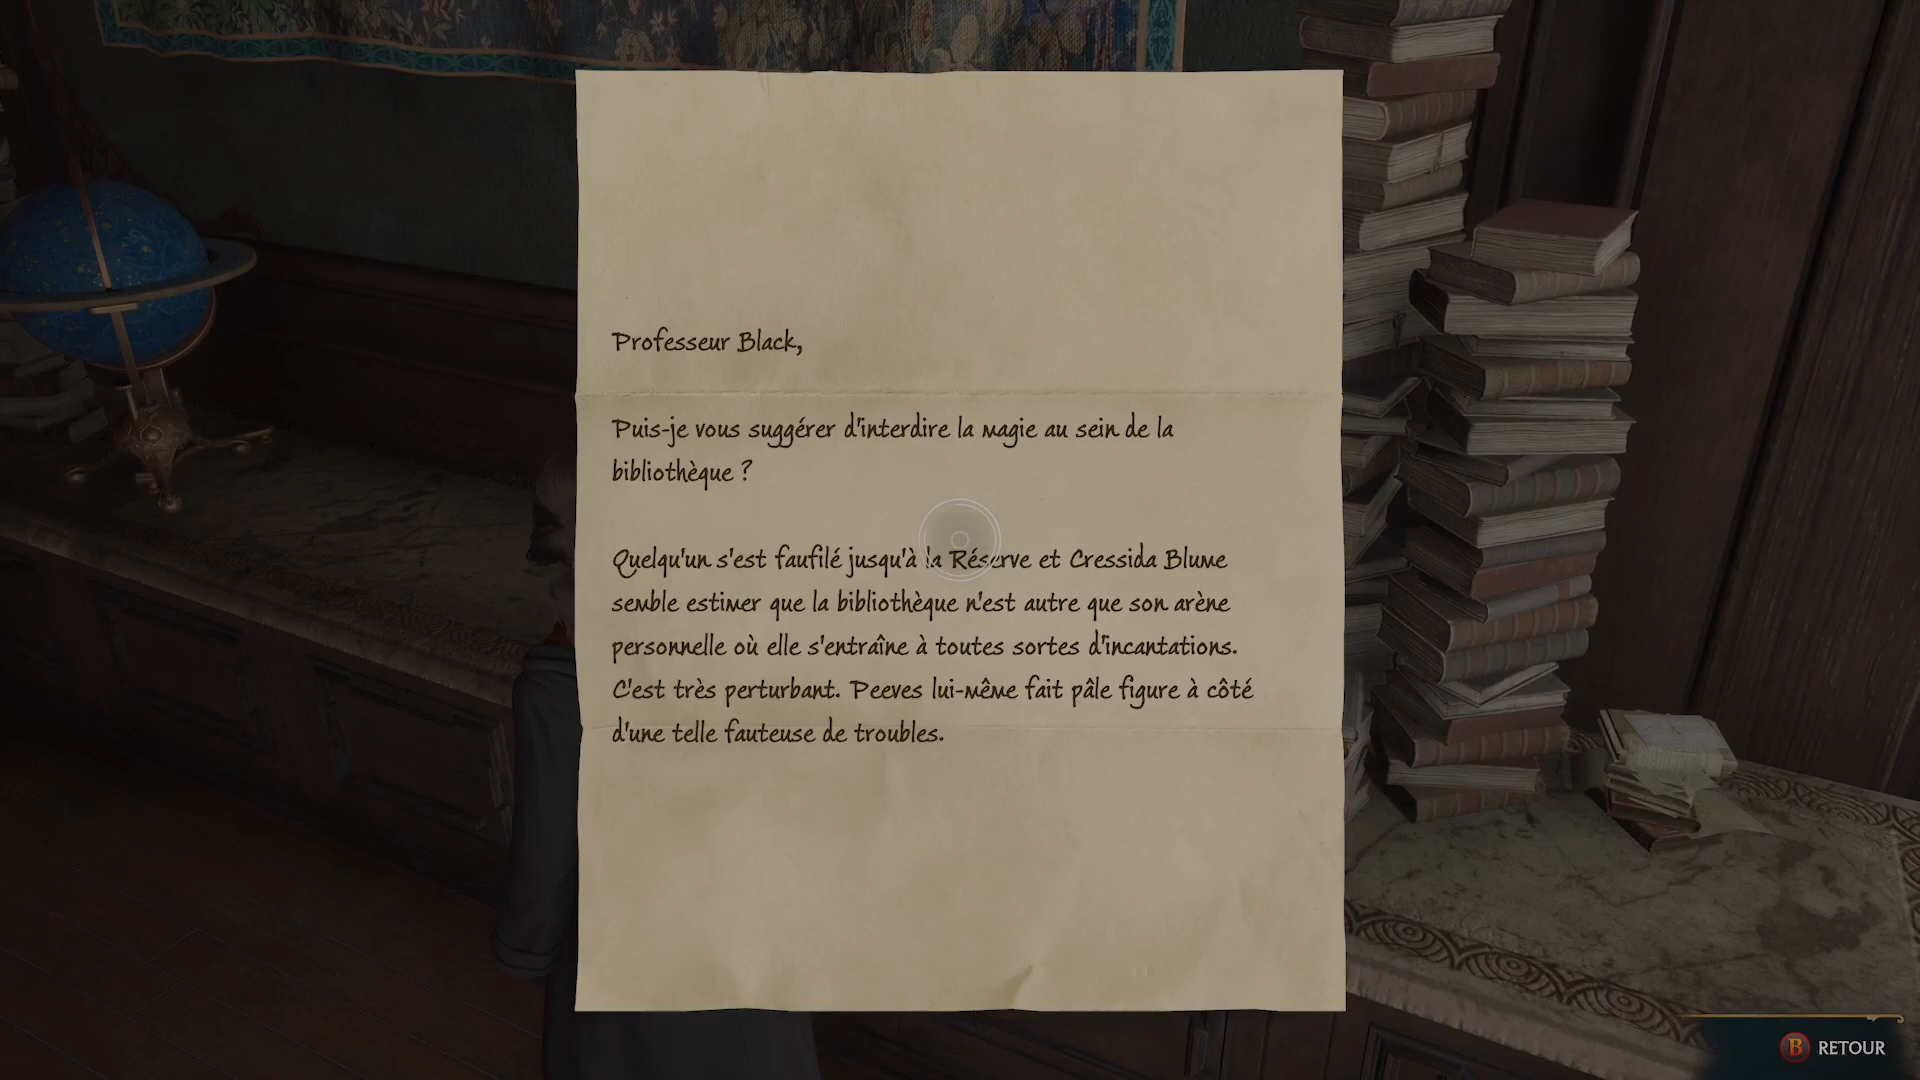 Professeur Black,
Puis-je vous suggérer d'interdire la magie au sein de la
bibliothèque ?
Quelqu'un s'est faufilé jusqu'à la Réserve et Cressida Blume
semble estimer que la bibliothèque n'est autre que son arène
personnelle où elle s'entraîne à toutes sortes d'incantations.
C'est très perturbant. Peeves lui-même fait pâle figure à côté
d'une telle fauteuse de troubles.
B RETOUR